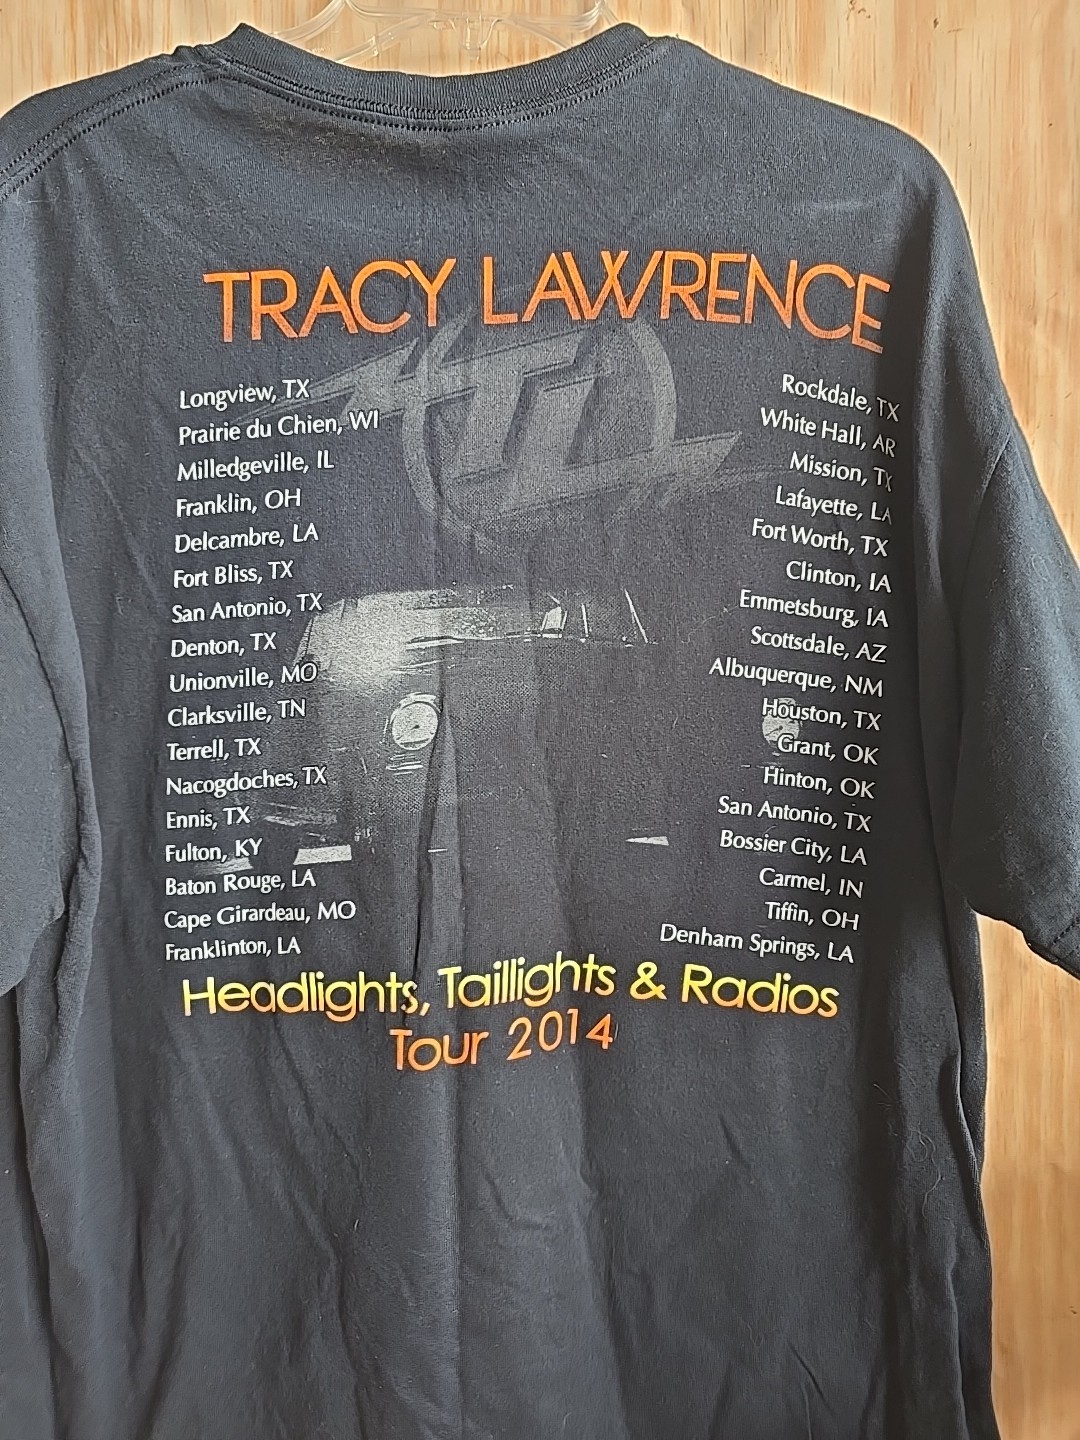 TRACY LAWRENCE
TL
Longview, TX
Prairie du Chien, WI
Milledgeville, IL
Franklin, OH
Delcambre, LA
Fort Bliss, TX
San Antonio, TX
Denton, TX
Unionville, MO
Clarksville, TN
Terrell, TX
Nacogdoches, TX
Ennis, TX
Fulton, KY
Baton Rouge, LA
Cape Girardeau, MO
Franklinton, LA
Rockdale, TX
White Hall, AR
Mission, TX
Lafayette, LA
Fort Worth, TX
Clinton, IA
Emmetsburg, IA
Scottsdale, AZ
Albuquerque, NM
Houston, TX
Grant, OK
Hinton, OK
San Antonio, TX
Bossier City, LA
Carmel, IN
Tiffin, OH
Denham Springs, LA
Headlights, Taillights & Radios
Tour 2014